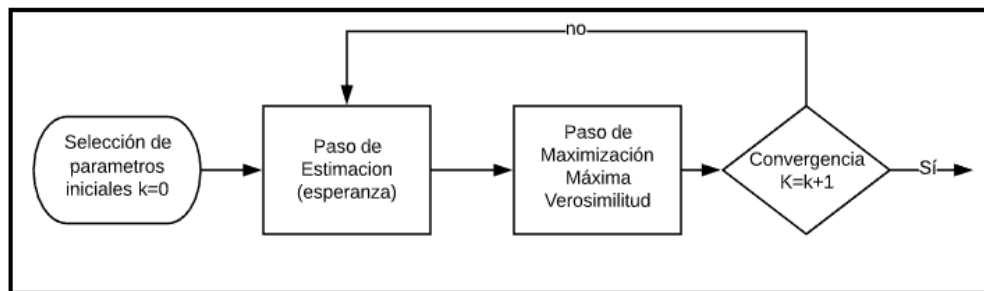 no
Selección de
parametros
iniciales k=0
Paso de
Estimacion
(esperanza)
Paso de
Maximización
Máxima
Verosimilitud
Convergencia
K=k+1
Sí